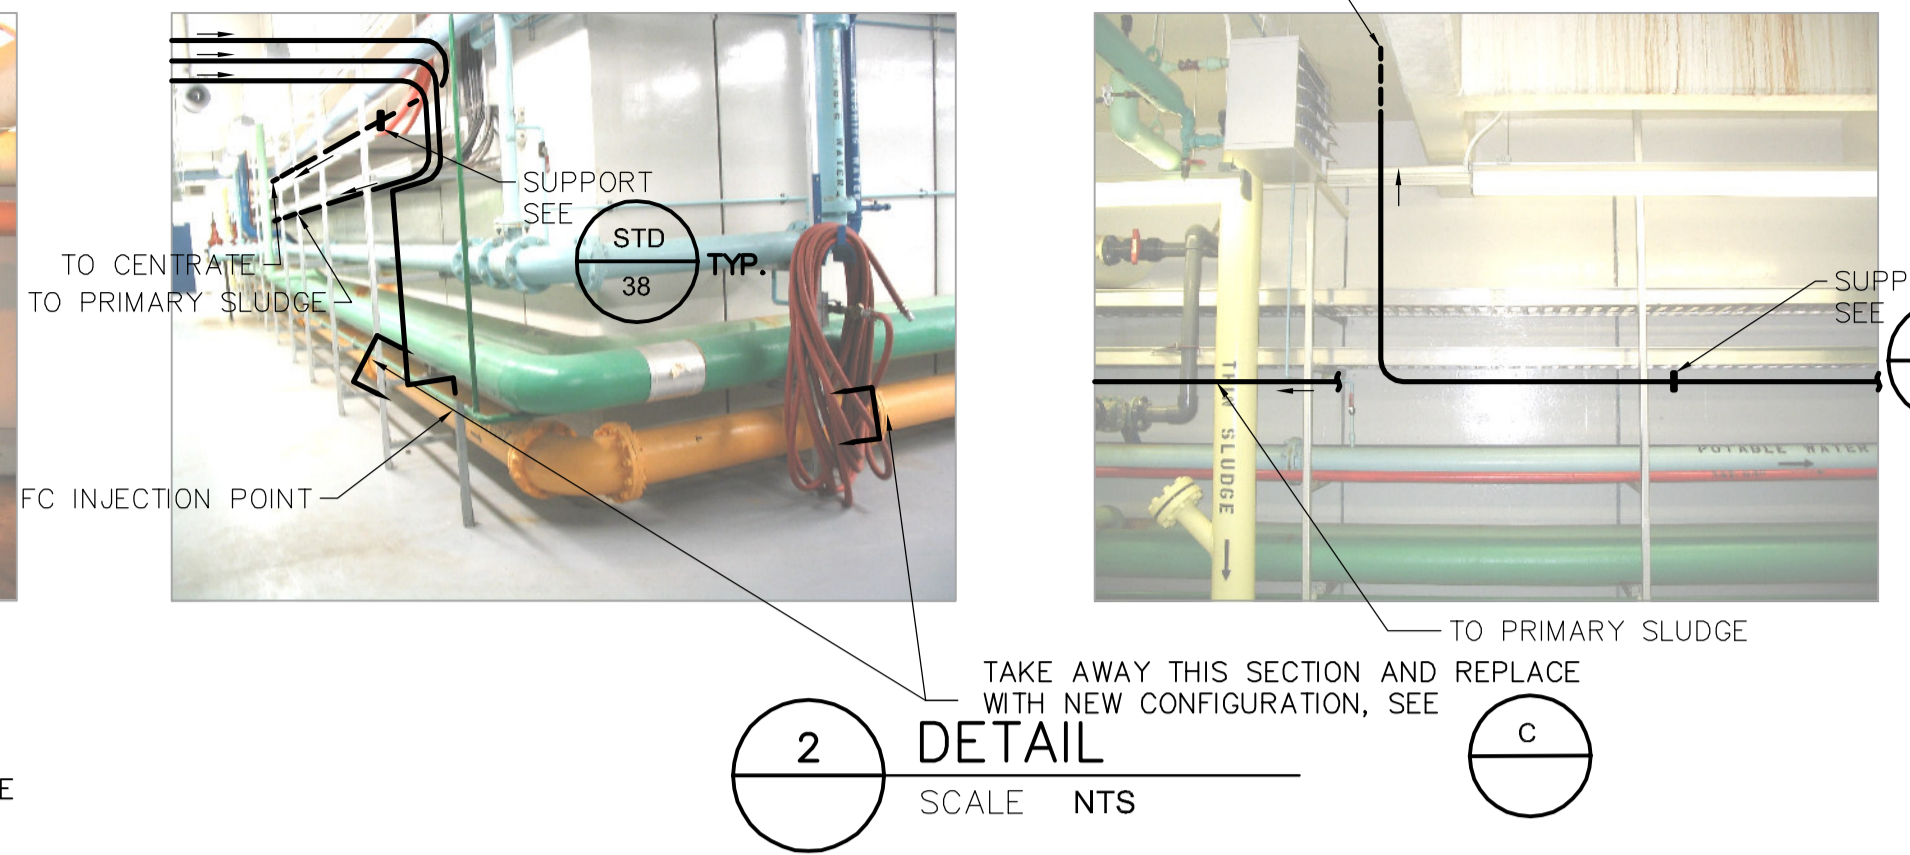 SUPPORT
SEE
STD
38
TYP.
TO CENTRATE
TO PRIMARY SLUDGE
FC INJECTION POINT
SUPP
SEE
THIN SLUDGE
POTABLE WATER
TO PRIMARY SLUDGE
TAKE AWAY THIS SECTION AND REPLACE
WITH NEW CONFIGURATION, SEE
C
2
DETAIL
SCALE NTS
E